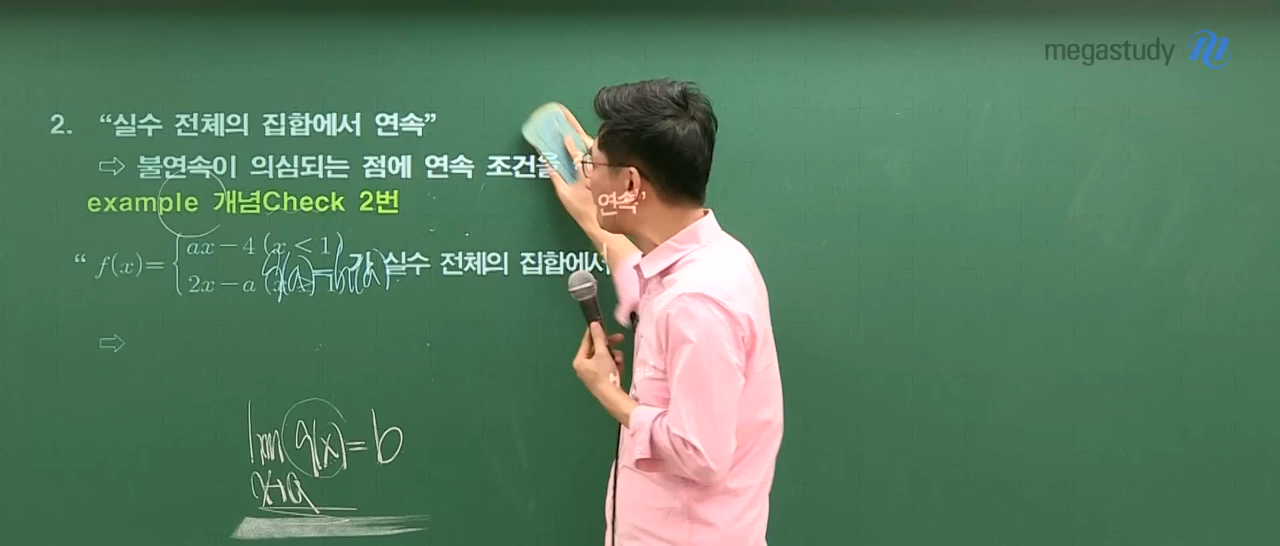 megastudy
2. “실수 전체의 집합에서 연속”
⇨ 불연속이 의심되는 점에 연속 조건을
example 개념Check 2번
연속”
“ f(x)= { ax − 4 (x < 1)
2x − a 가 실수 전체의 집합에서
g(a)=h(a)
⇨
lim g(x)=b
x→a